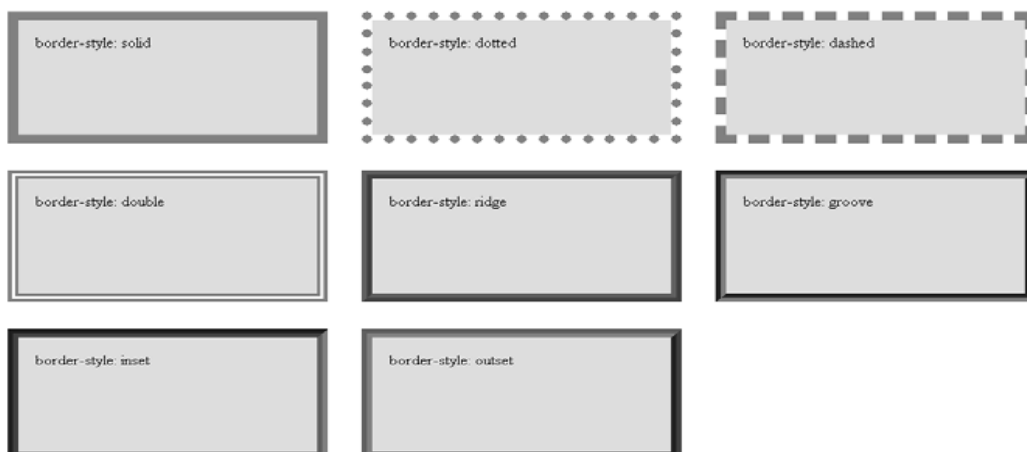 border-style: solid
border-style: dotted
border-style: dashed
border-style: double
border-style: ridge
border-style: groove
border-style: inset
border-style: outset